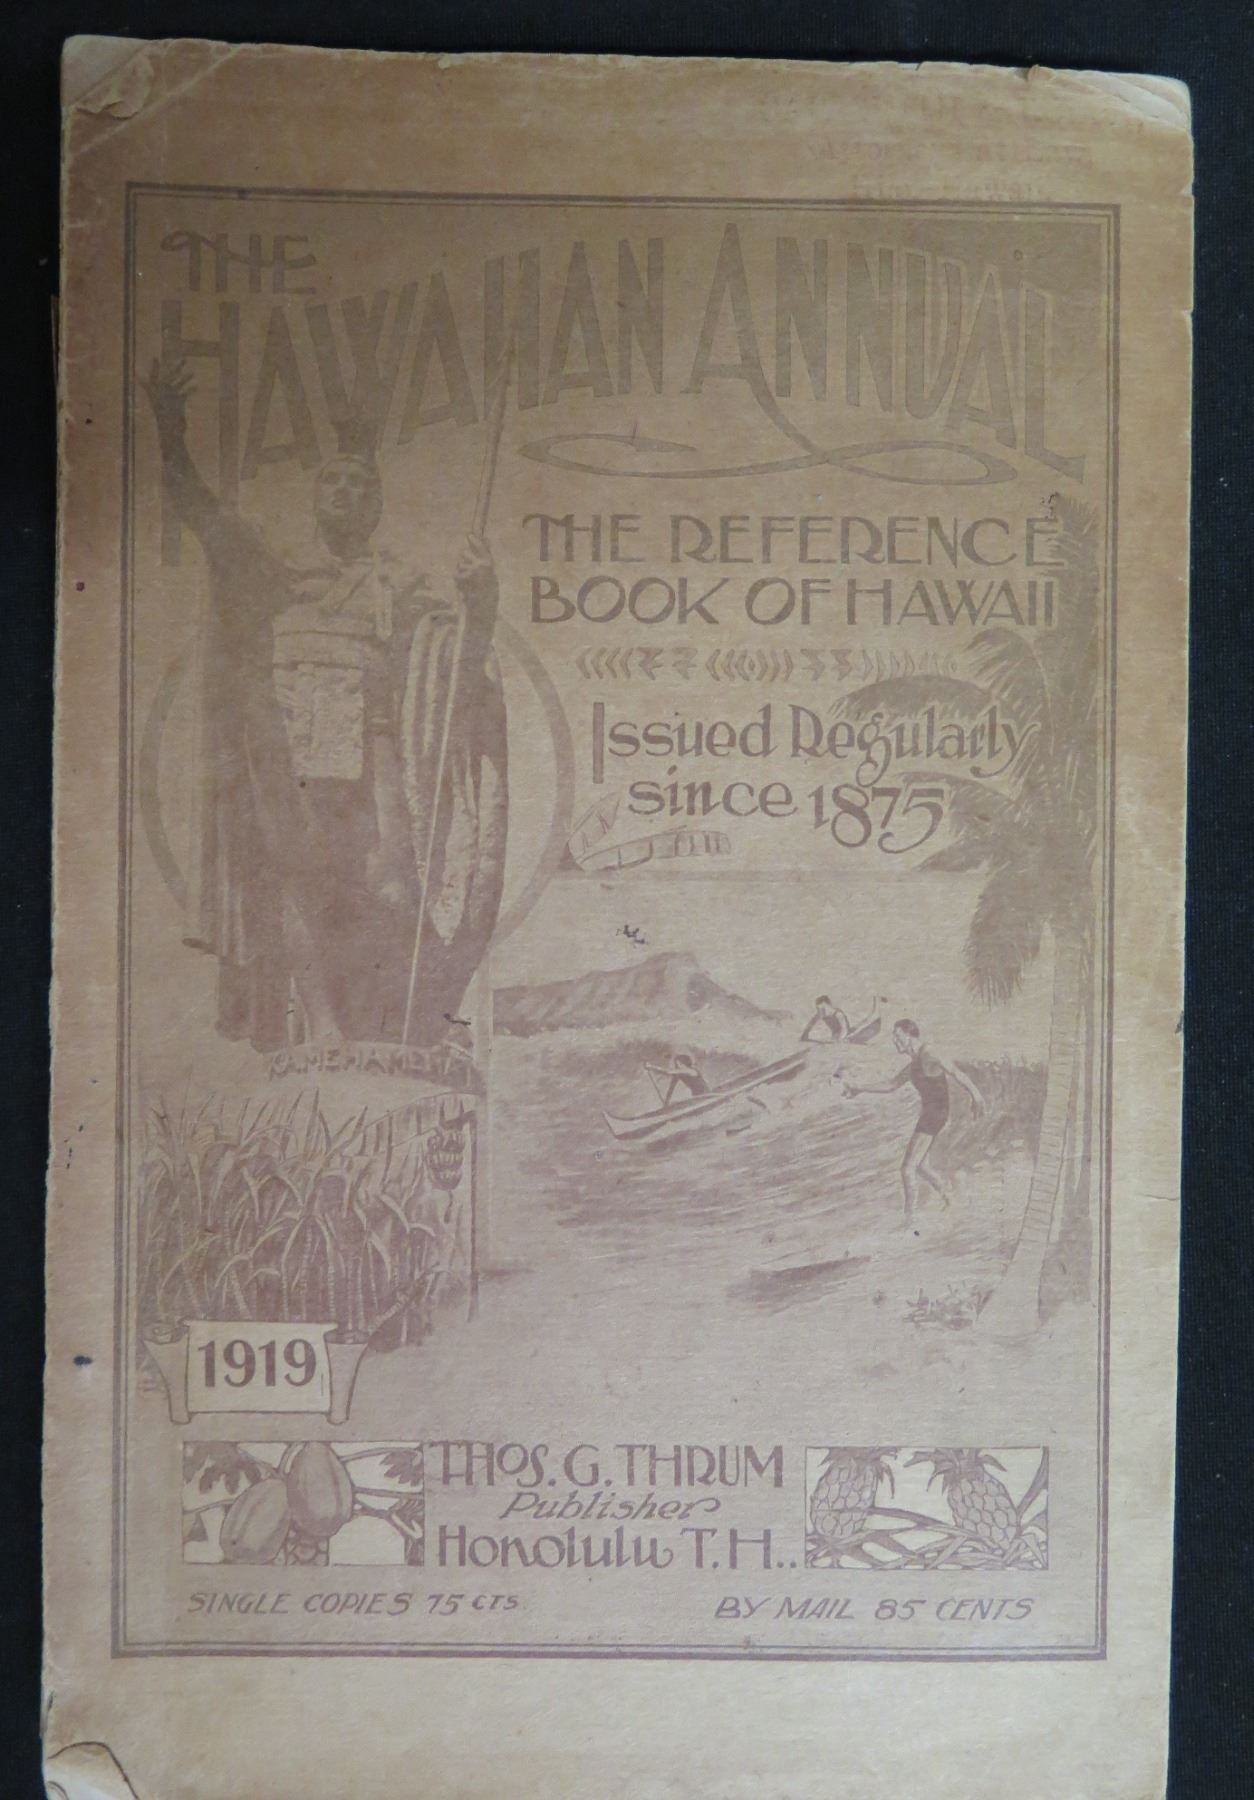 THE
HAWAIIAN ANNUAL
THE REFERENCE
BOOK OF HAWAII
Issued Regularly
since 1875
KAMEHAMEHA
1919
THOS. G. THRUM
Publisher
Honolulu T.H..
SINGLE COPIES 75 CTS.
BY MAIL 85 CENTS